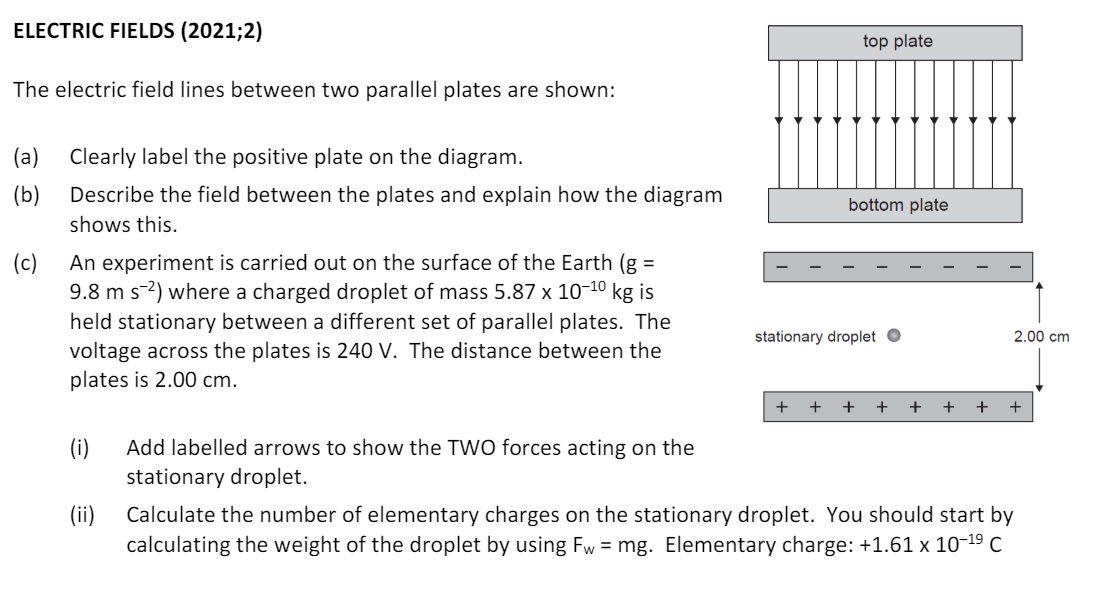 ELECTRIC FIELDS (2021;2)
top plate
The electric field lines between two parallel plates are shown:
(a) Clearly label the positive plate on the diagram.
(b) Describe the field between the plates and explain how the diagram
shows this.
bottom plate
(c) An experiment is carried out on the surface of the Earth (g =
9.8 m s⁻²) where a charged droplet of mass 5.87 x 10⁻¹⁰ kg is
held stationary between a different set of parallel plates. The
voltage across the plates is 240 V. The distance between the
plates is 2.00 cm.
− − − − − − − −
stationary droplet
2.00 cm
+ + + + + + + +
(i) Add labelled arrows to show the TWO forces acting on the
stationary droplet.
(ii) Calculate the number of elementary charges on the stationary droplet. You should start by
calculating the weight of the droplet by using Fw = mg. Elementary charge: +1.61 x 10⁻¹⁹ C